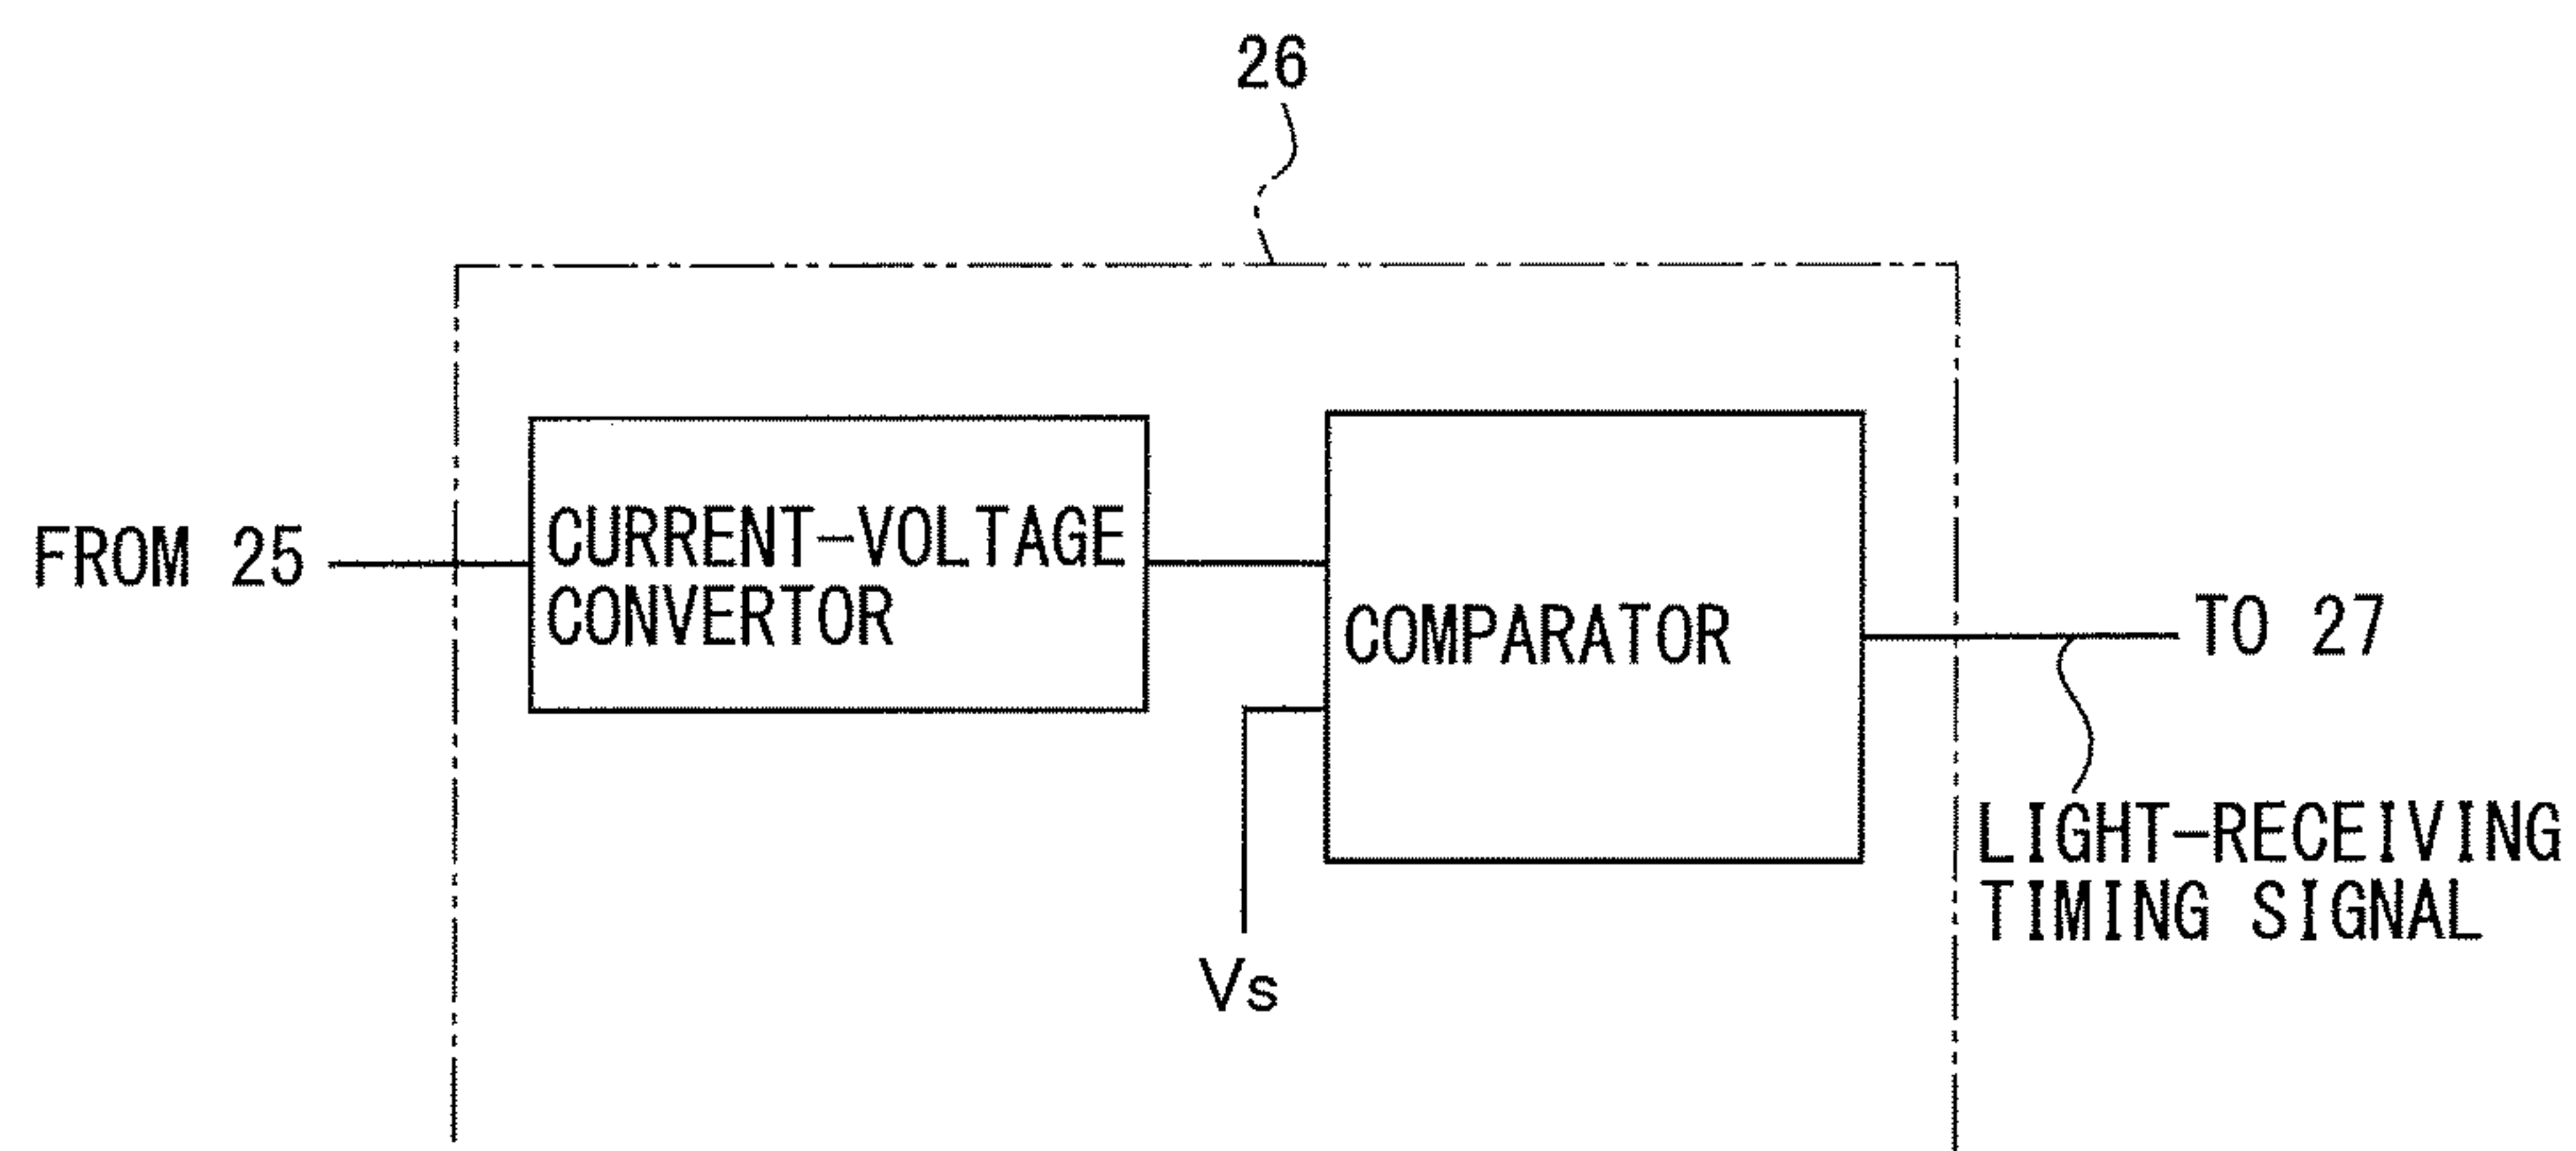 26
FROM 25
CURRENT-VOLTAGE
CONVERTOR
COMPARATOR
TO 27
Vs
LIGHT-RECEIVING
TIMING SIGNAL